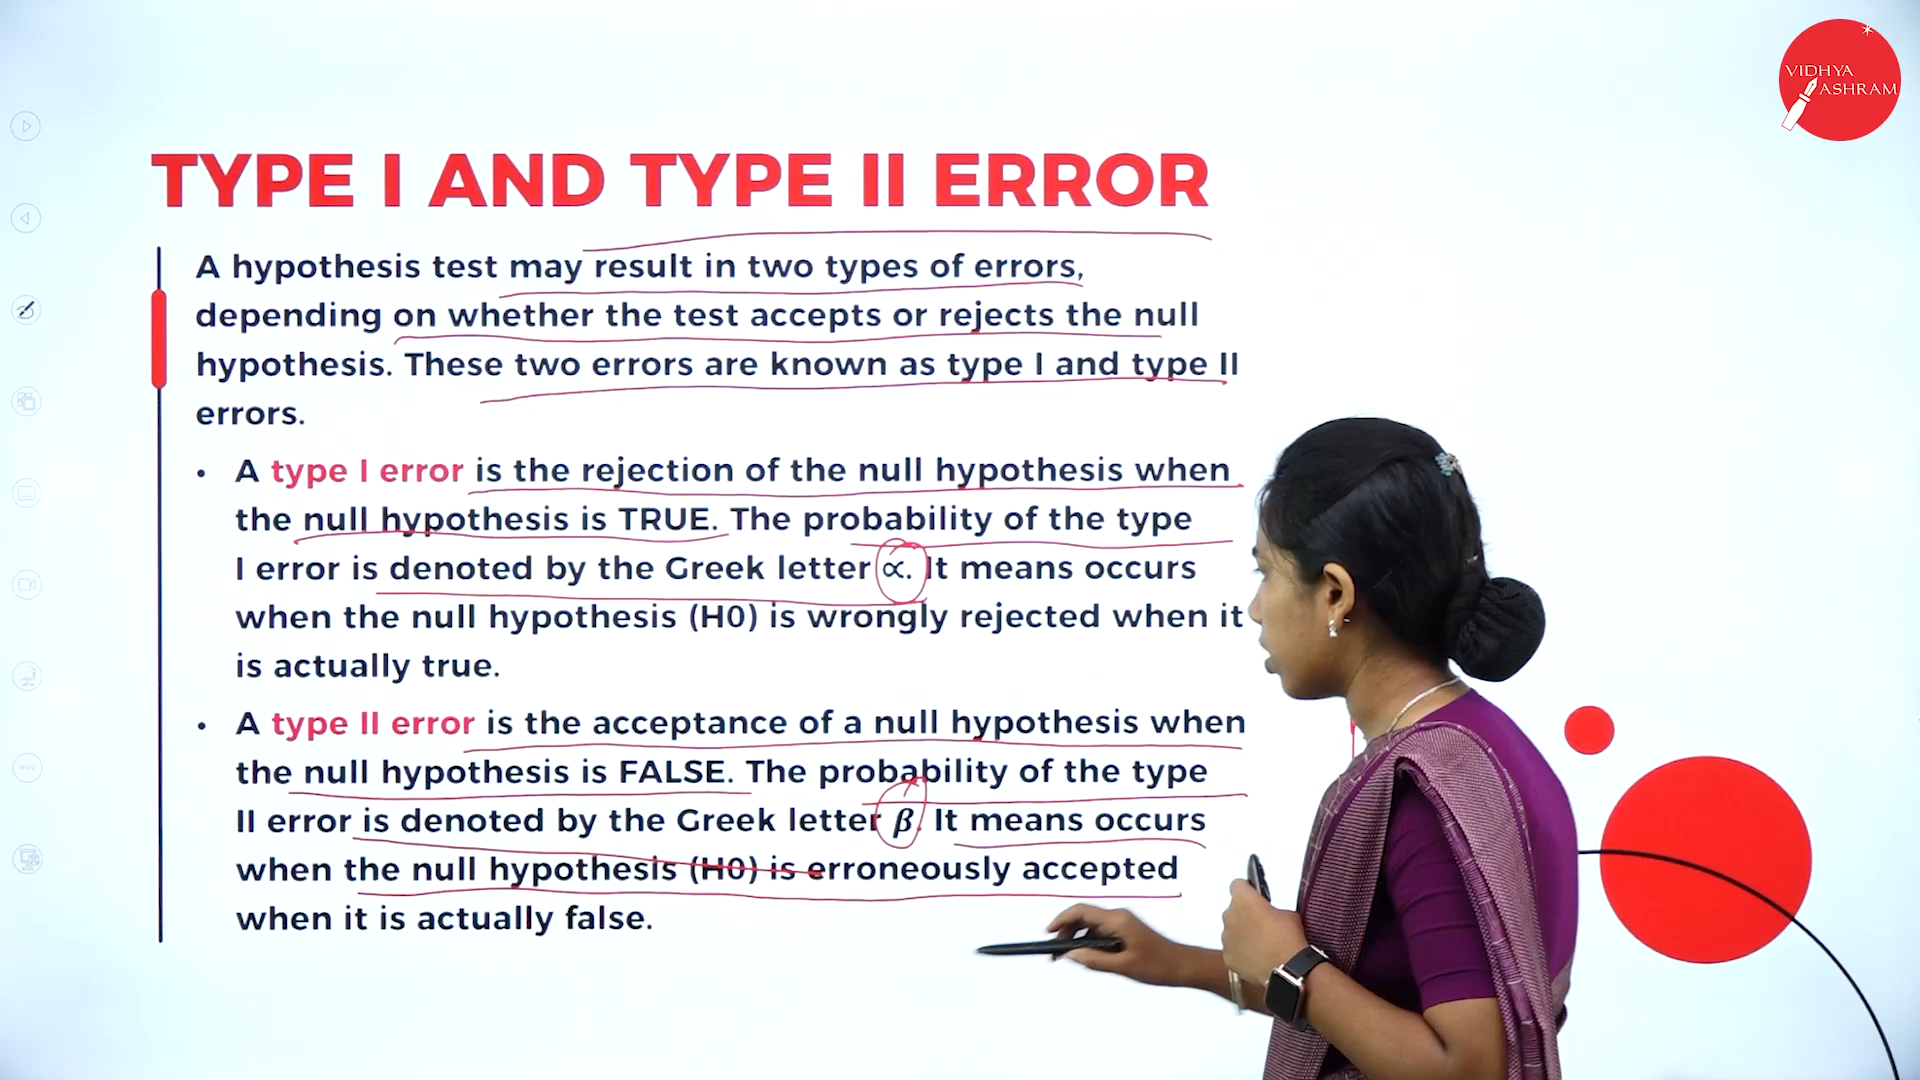 VIDHYA
ASHRAM
TYPE I AND TYPE II ERROR
A hypothesis test may result in two types of errors,
depending on whether the test accepts or rejects the null
hypothesis. These two errors are known as type I and type II
errors.
• A type I error is the rejection of the null hypothesis when
the null hypothesis is TRUE. The probability of the type
I error is denoted by the Greek letter ∝. It means occurs
when the null hypothesis (H0) is wrongly rejected when it
is actually true.
• A type II error is the acceptance of a null hypothesis when
the null hypothesis is FALSE. The probability of the type
II error is denoted by the Greek letter β. It means occurs
when the null hypothesis (H0) is erroneously accepted
when it is actually false.